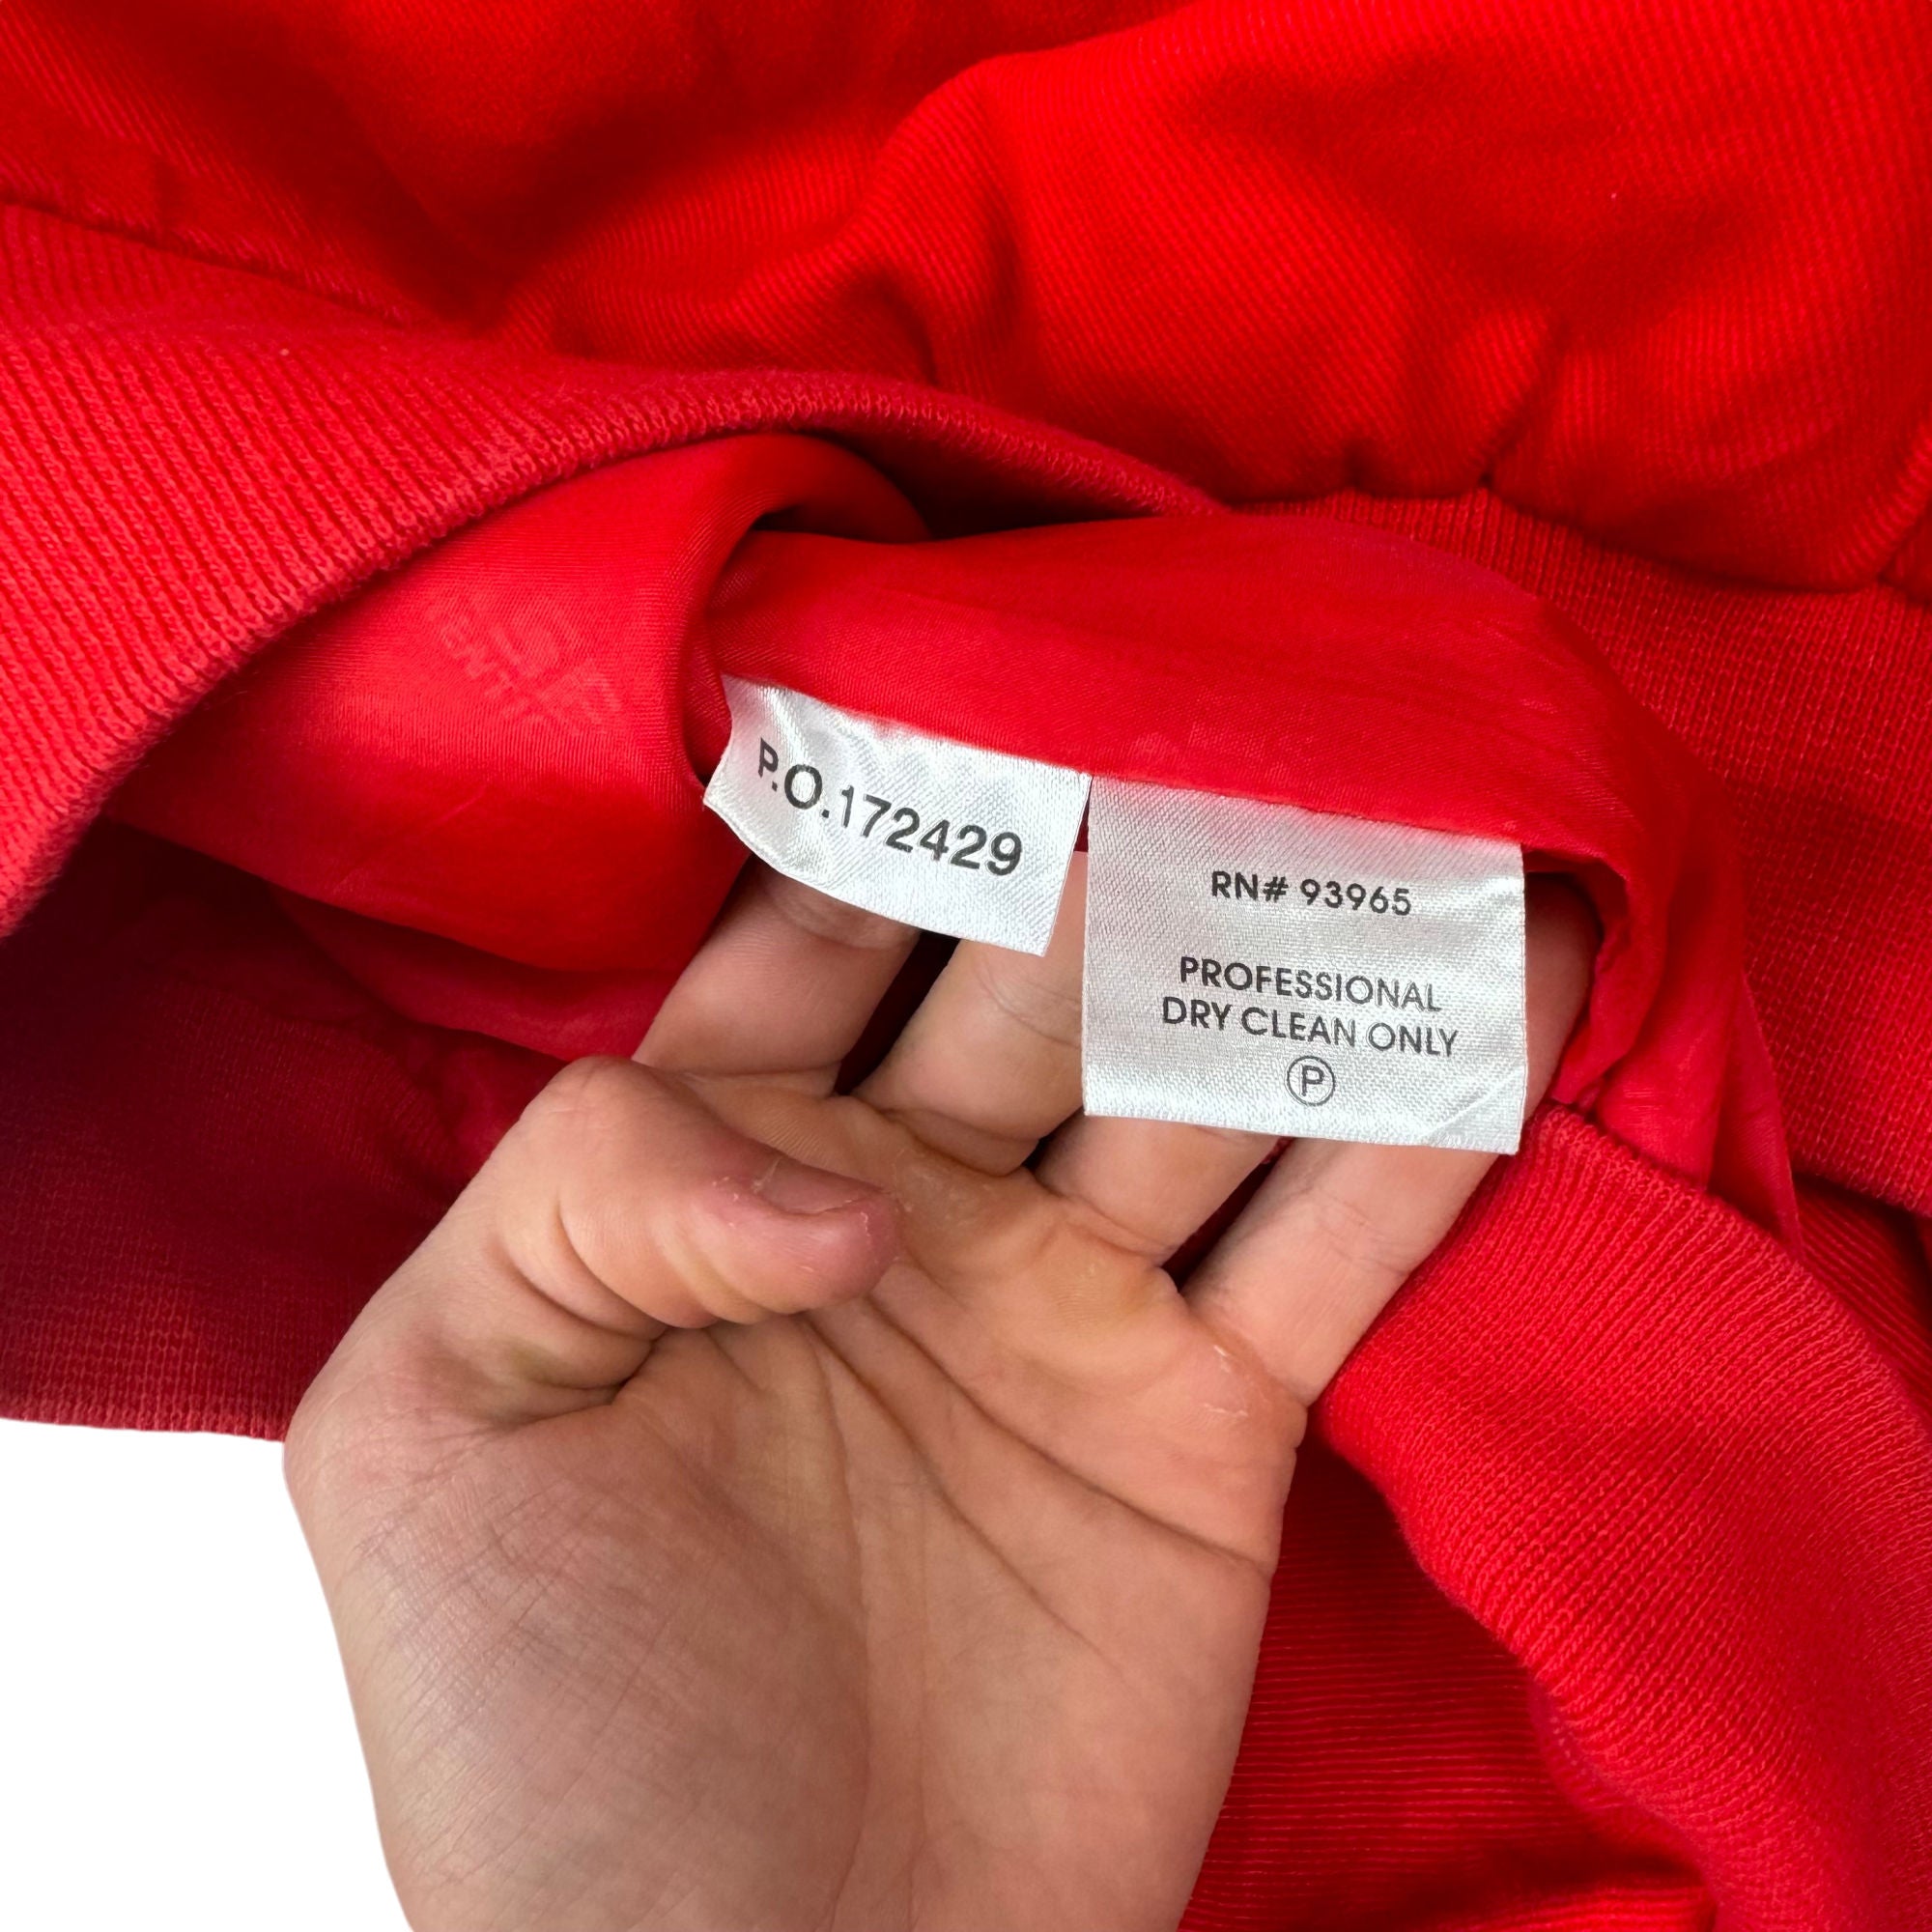 P.O.172429
RN# 93965
PROFESSIONAL
DRY CLEAN ONLY
P